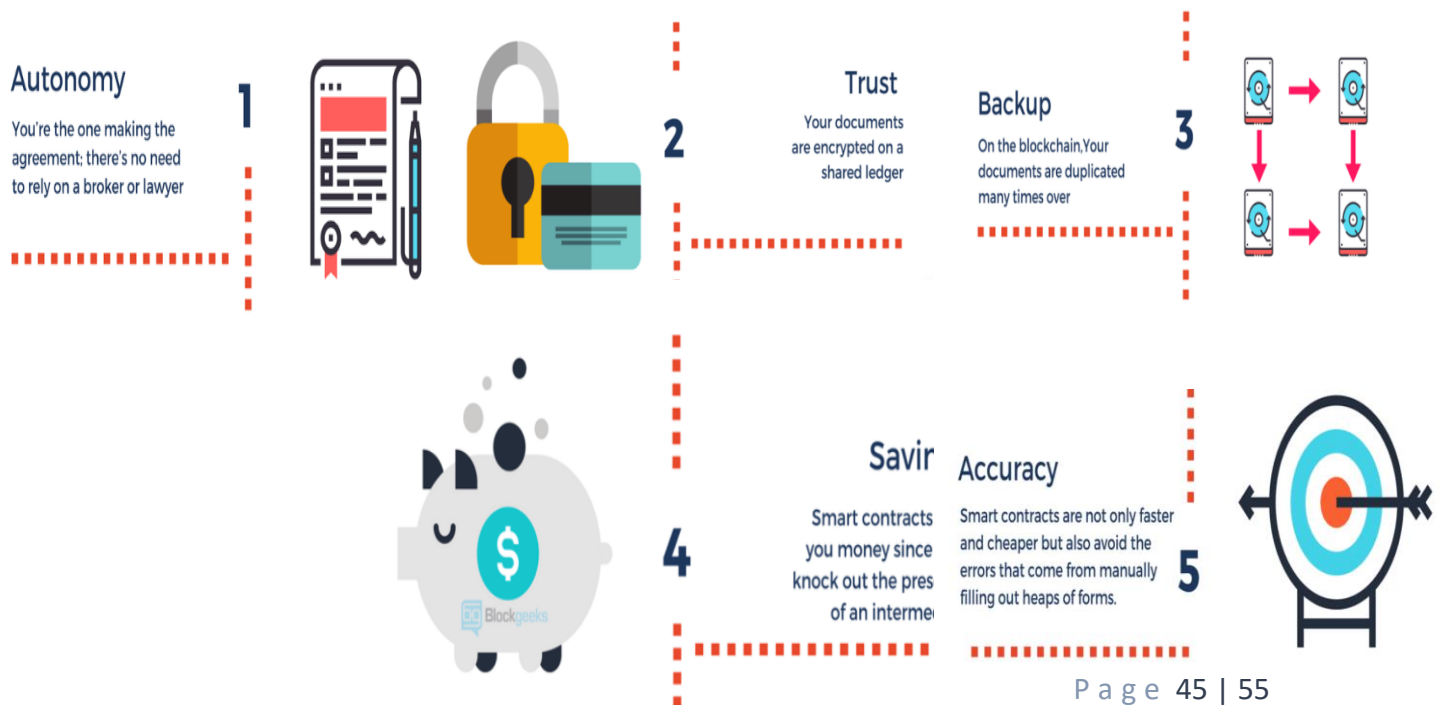 Autonomy
1
You're the one making the
agreement; there's no need
to rely on a broker or lawyer
2
Trust
Your documents
are encrypted on a
shared ledger
Backup
3
On the blockchain,Your
documents are duplicated
many times over
$
Blockgeeks
4
Savin
Smart contracts
you money since
knock out the pres
of an interme
Accuracy
Smart contracts are not only faster
and cheaper but also avoid the
errors that come from manually
filling out heaps of forms.
5
Page 45 | 55